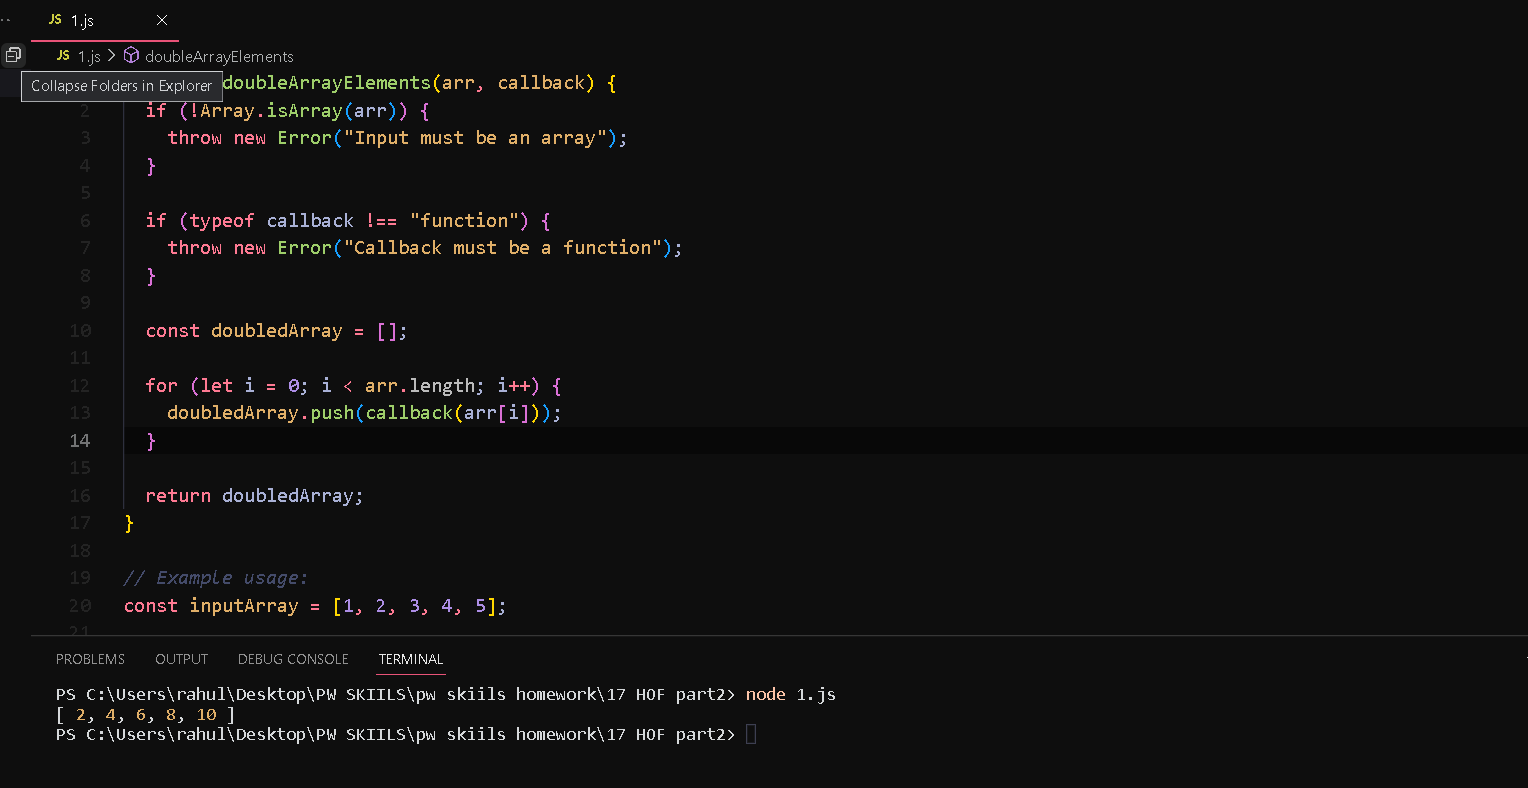 JS 1.js
JS 1.js > doubleArrayElements
Collapse Folders in Explorer
doubleArrayElements(arr, callback) {
2 if (!Array.isArray(arr)) {
3 throw new Error("Input must be an array");
4 }
5
6 if (typeof callback !== "function") {
7 throw new Error("Callback must be a function");
8 }
9
10 const doubledArray = [];
11
12 for (let i = 0; i < arr.length; i++) {
13 doubledArray.push(callback(arr[i]));
14 }
15
16 return doubledArray;
17 }
18
19 // Example usage:
20 const inputArray = [1, 2, 3, 4, 5];
21
PROBLEMS OUTPUT DEBUG CONSOLE TERMINAL
PS C:\Users\rahul\Desktop\PW SKIILS\pw skiils homework\17 HOF part2> node 1.js
[ 2, 4, 6, 8, 10 ]
PS C:\Users\rahul\Desktop\PW SKIILS\pw skiils homework\17 HOF part2>